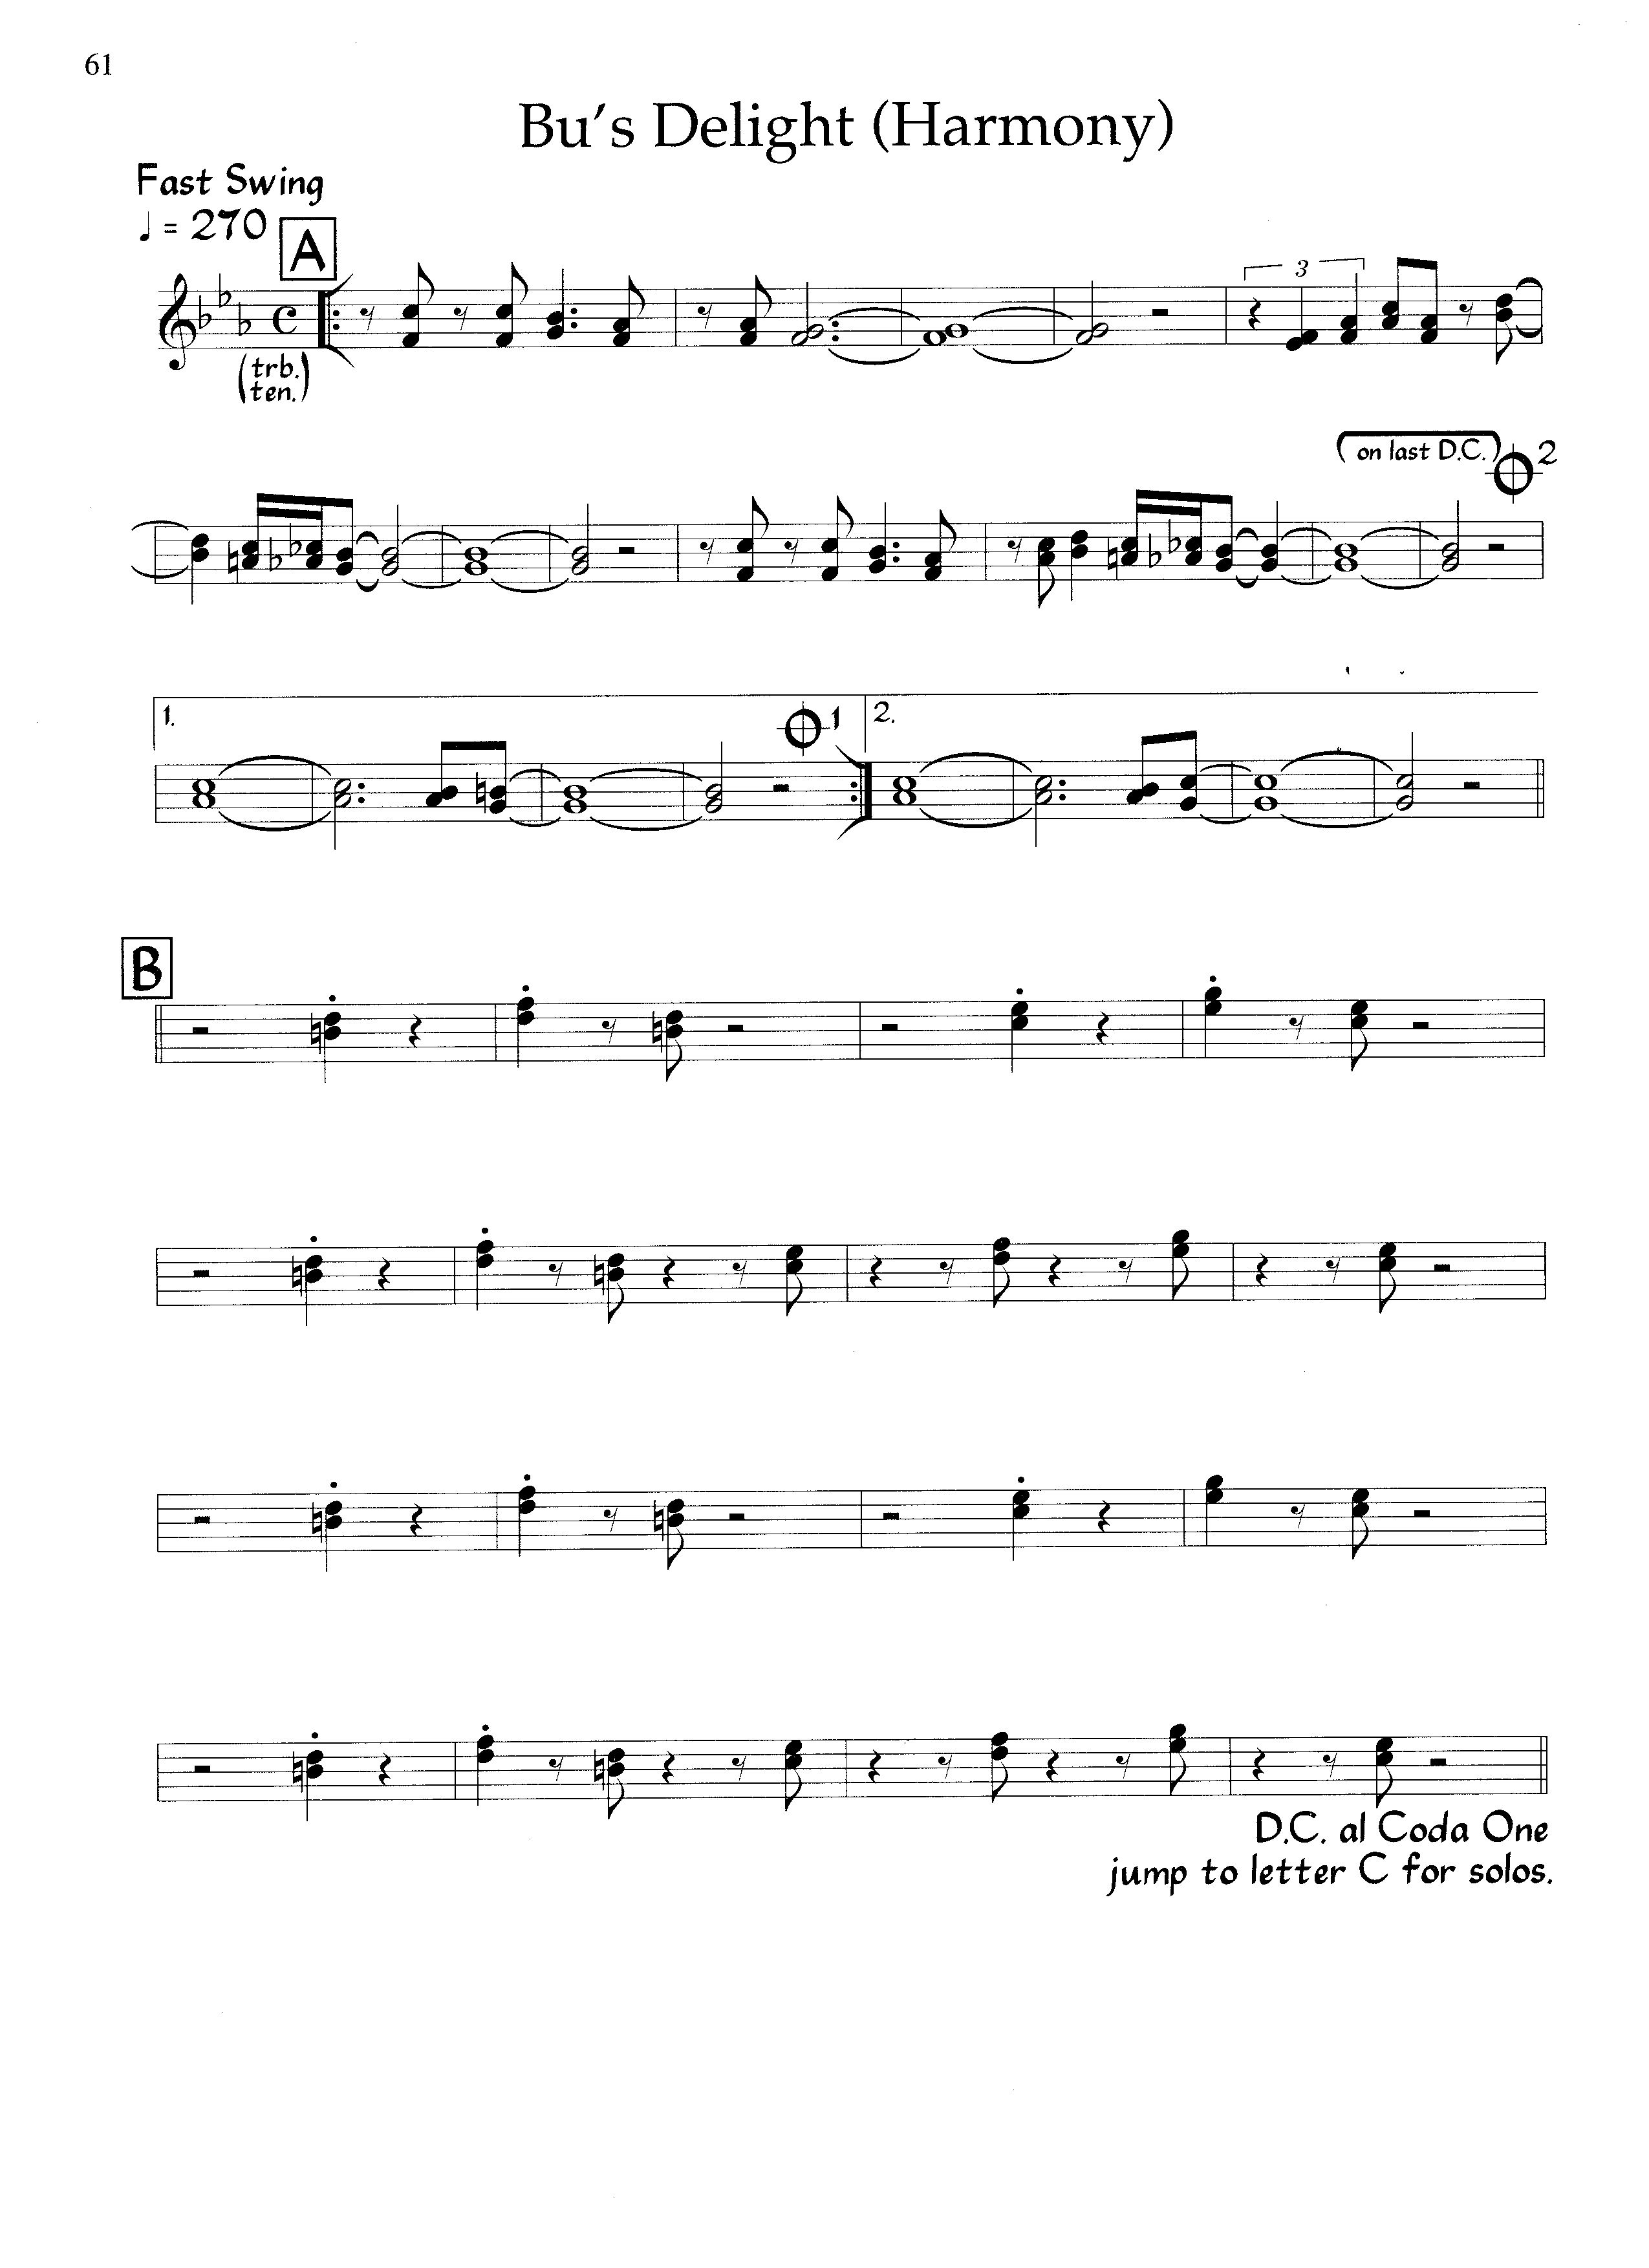 61
Bu's Delight (Harmony)
Fast Swing
♩ = 270
A
(trb.
ten.)
3
(on last D.C.) 2
1. 1 2.
B
D.C. al Coda One
jump to letter C for solos.